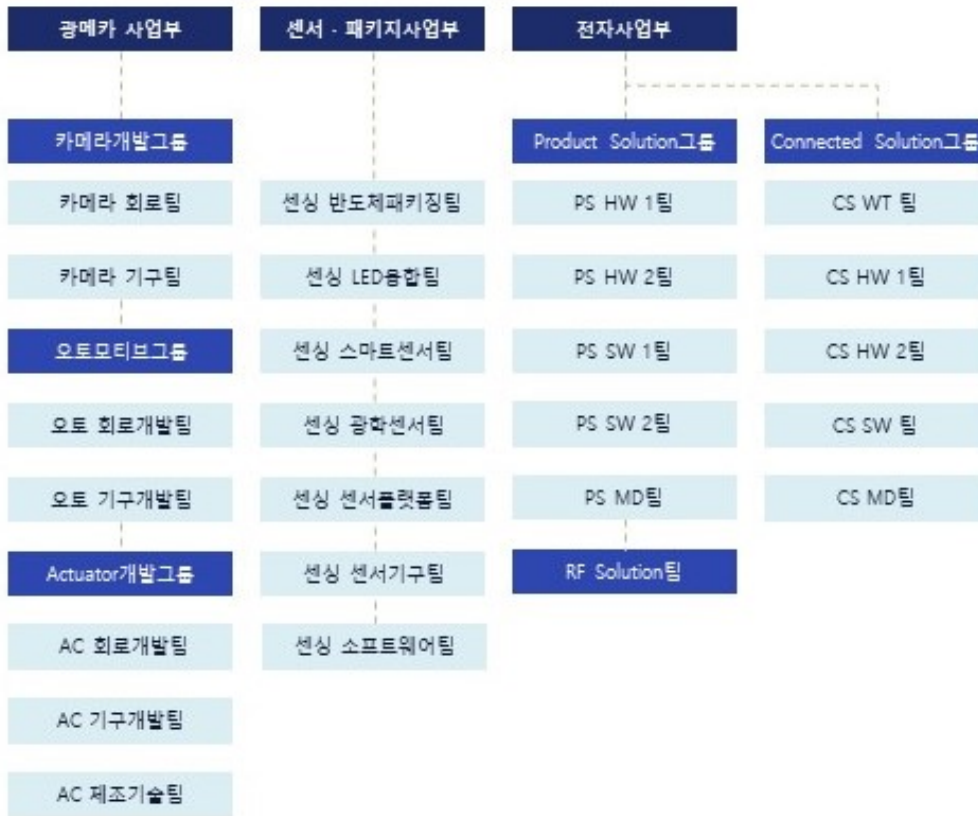 광메카 사업부
카메라개발그룹
카메라 회로팀
카메라 기구팀
오토모티브그룹
오토 회로개발팀
오토 기구개발팀
Actuator개발그룹
AC 회로개발팀
AC 기구개발팀
AC 제조기술팀
센서 - 패키지사업부
센싱 반도체패키징팀
센싱 LED융합팀
센싱 스마트센서팀
센싱 광학센서팀
센싱 센서플랫폼팀
센싱 센서기구팀
센싱 소프트웨어팀
전자사업부
Product Solution그룹
PS HW 1팀
PS HW 2팀
PS SW 1팀
PS SW 2팀
PS MD팀
RF Solution팀
Connected Solution그룹
CS WT 팀
CS HW 1팀
CS HW 2팀
CS SW 팀
CS MD팀